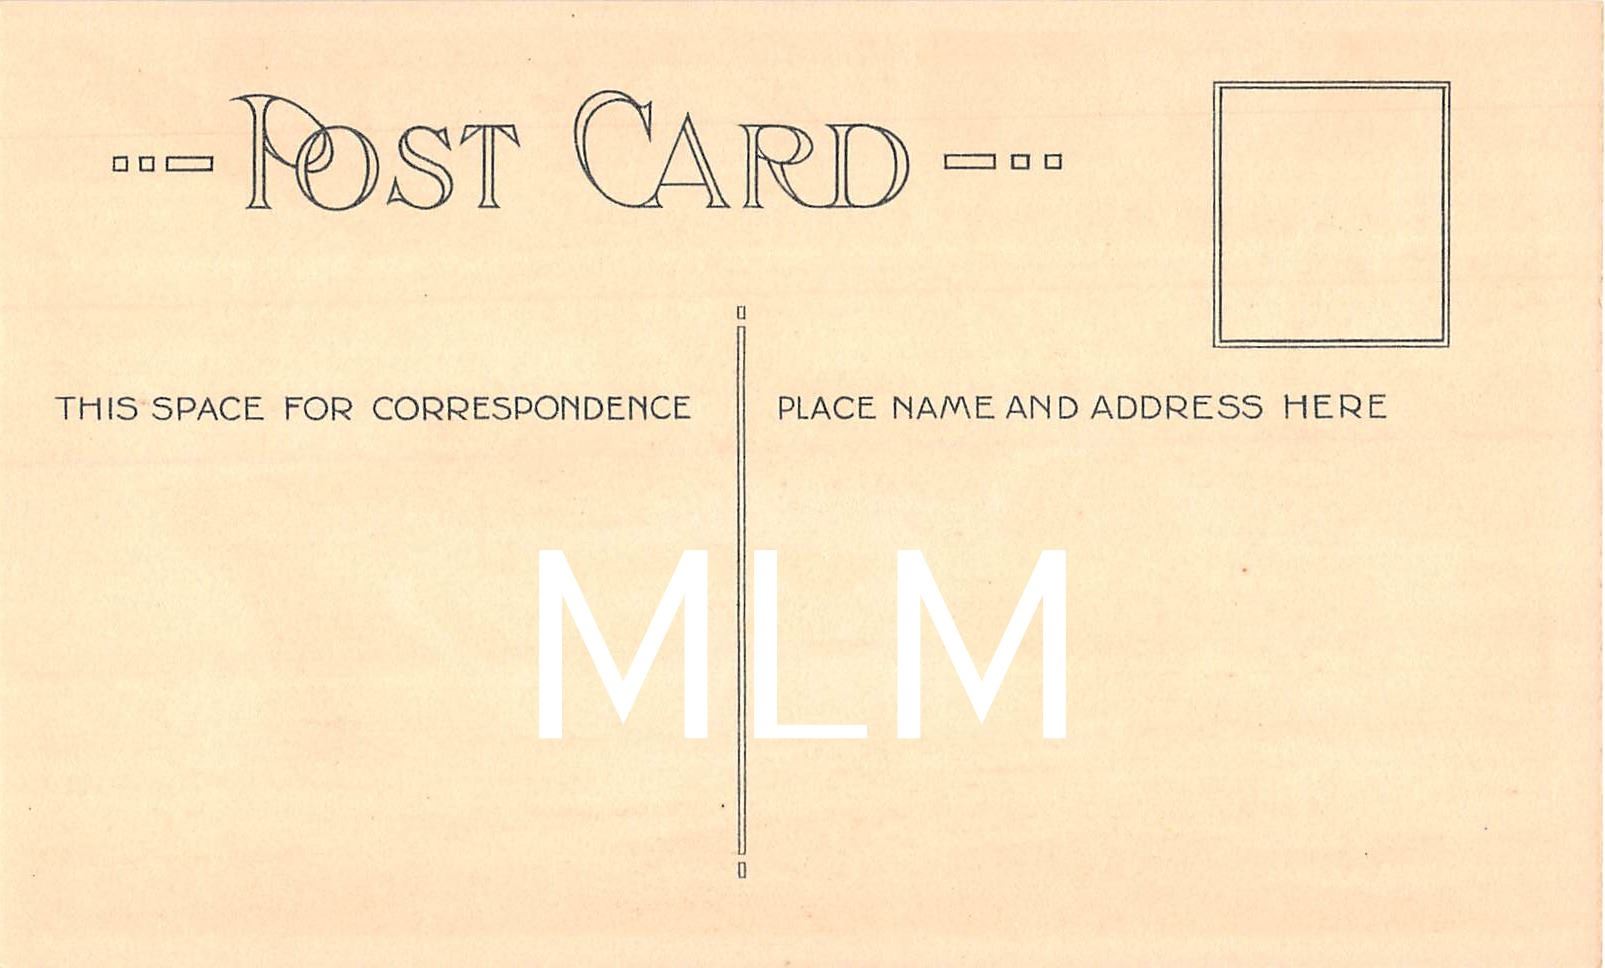 POST CARD
THIS SPACE FOR CORRESPONDENCE
PLACE NAME AND ADDRESS HERE
MLM